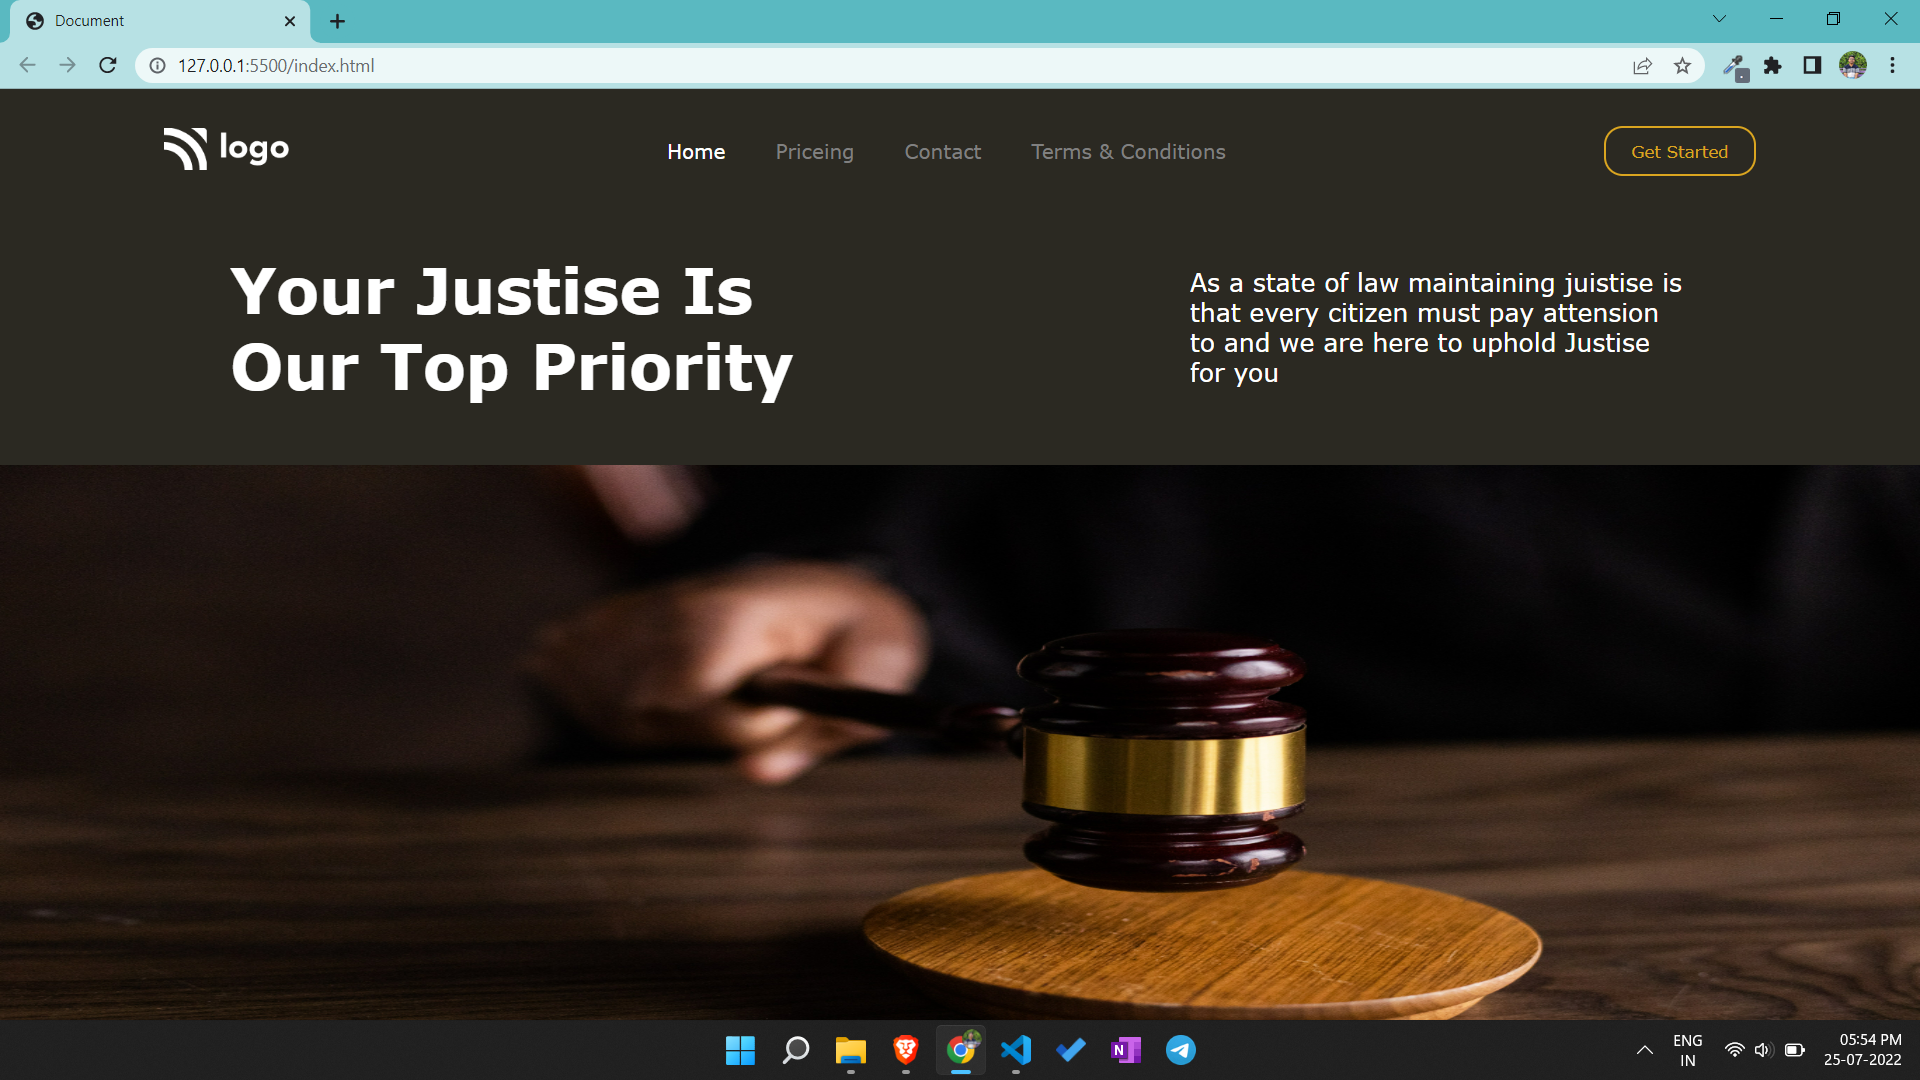 Document
127.0.0.1:5500/index.html
logo
Home Priceing Contact Terms & Conditions
Get Started
Your Justise Is
Our Top Priority
As a state of law maintaining juistise is
that every citizen must pay attension
to and we are here to uphold Justise
for you
N
ENG
IN
05:54 PM
25-07-2022